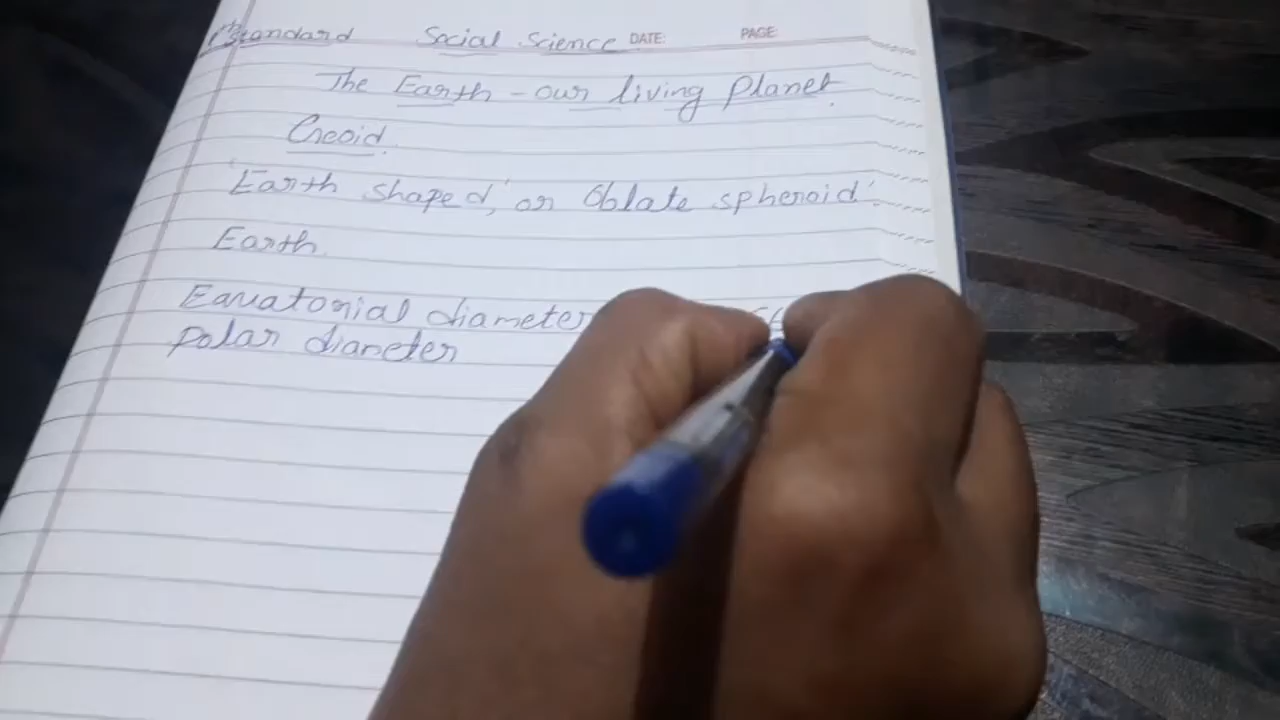 Standard Social Science DATE: PAGE:
The Earth - our living Planet
Geoid.
'Earth shaped', or Oblate spheroid'.
Earth.
Equatorial diameter
Polar diameter